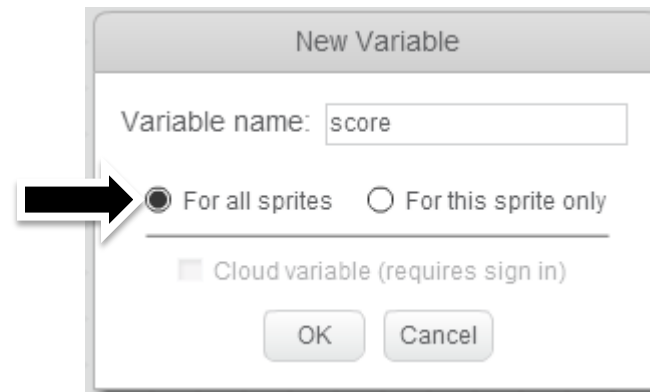 New Variable
Variable name: score
For all sprites For this sprite only
Cloud variable (requires sign in)
OK Cancel